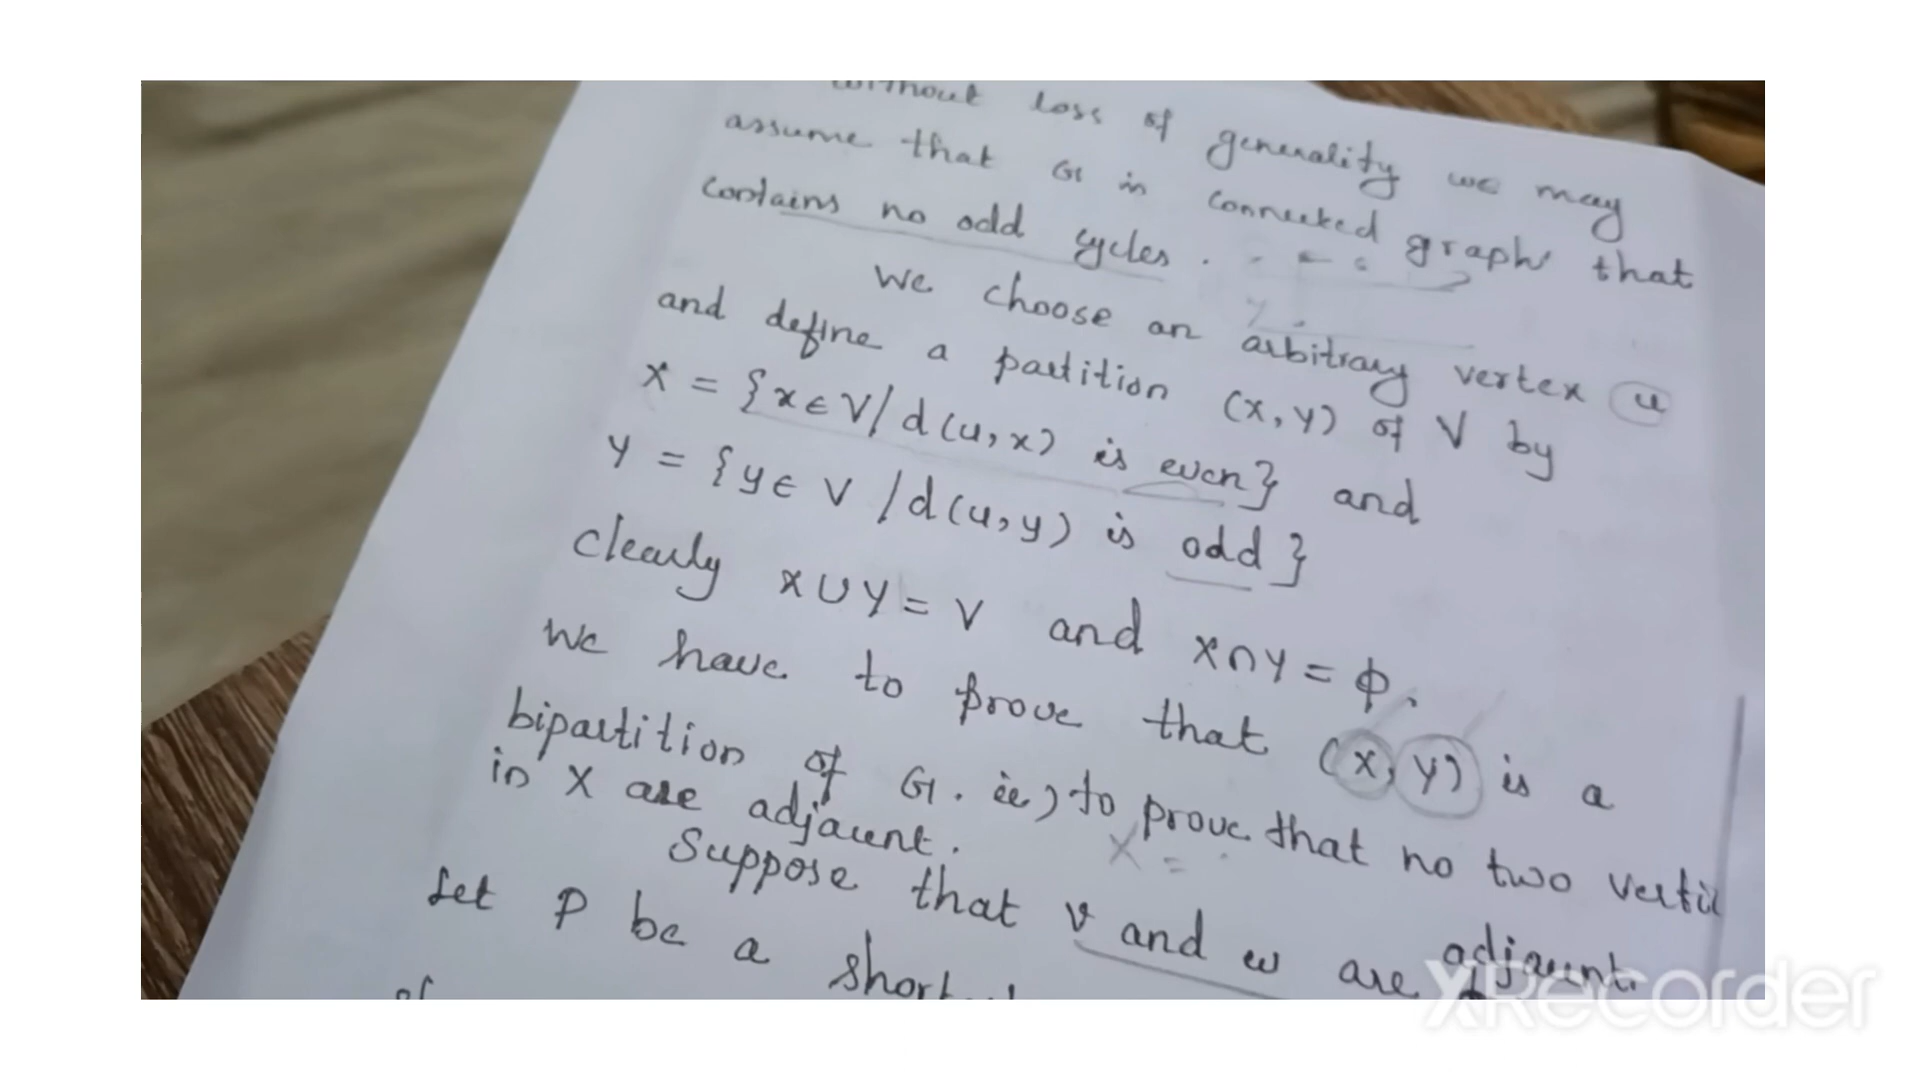 without loss of generality we may
assume that G is connected graph that
contains no odd cycles.
We choose an arbitrary vertex u
and define a partition (X, Y) of V by
X = {x ∈ V / d(u, x) is even} and
Y = {y ∈ V / d(u, y) is odd}
clearly X ∪ Y = V and X ∩ Y = ϕ.
We have to prove that (X, Y) is a
bipartition of G. ie) to prove that no two
in X are adjacent.
X =
Suppose that v and w are adjacent.
Let P be a
of
XRecorder